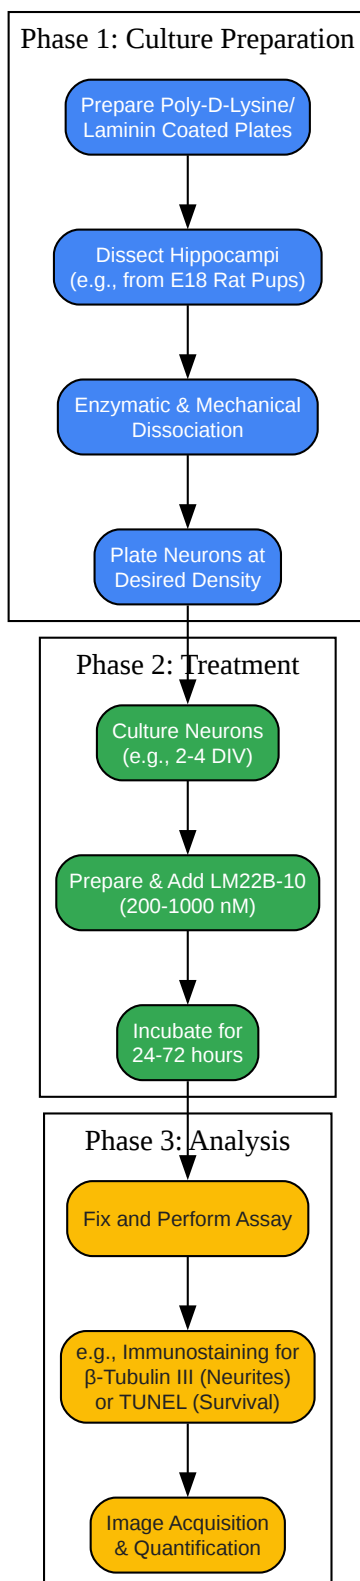 Phase 1: Culture Preparation
Prepare Poly-D-Lysine/
Laminin Coated Plates
Dissect Hippocampi
(e.g., from E18 Rat Pups)
Enzymatic & Mechanical
Dissociation
Plate Neurons at
Desired Density
Phase 2: Treatment
Culture Neurons
(e.g., 2-4 DIV)
Prepare & Add LM22B-10
(200-1000 nM)
Incubate for
24-72 hours
Phase 3: Analysis
Fix and Perform Assay
e.g., Immunostaining for
β-Tubulin III (Neurites)
or TUNEL (Survival)
Image Acquisition
& Quantification